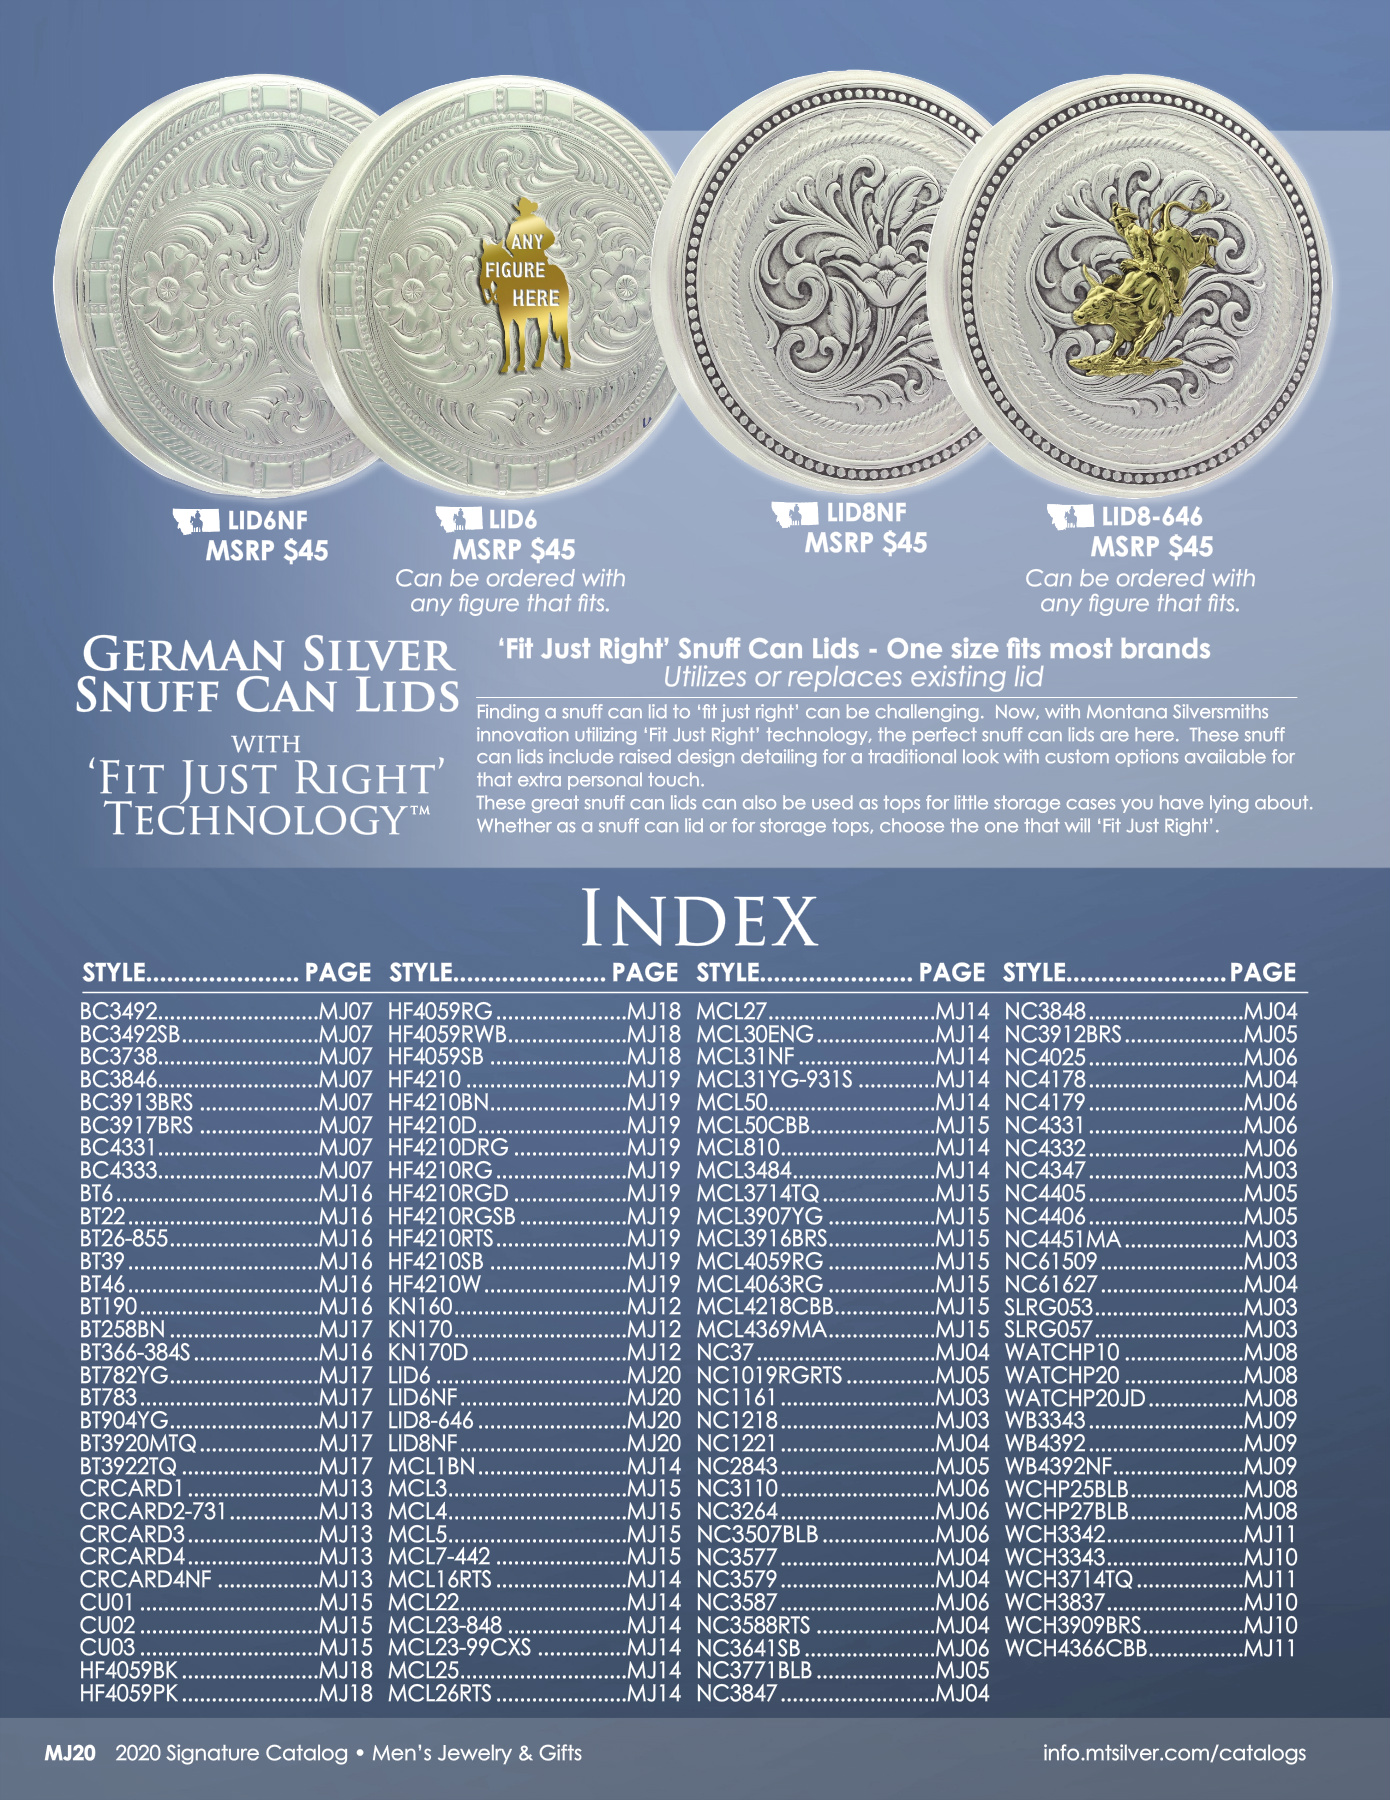 ANY
FIGURE
HERE
LID6NF
MSRP $45
LID6
MSRP $45
Can be ordered with
any figure that fits.
LID8NF
MSRP $45
LID8-646
MSRP $45
Can be ordered with
any figure that fits.
German Silver
Snuff Can Lids
with
‘Fit Just Right’
Technology™
‘Fit Just Right’ Snuff Can Lids - One size fits most brands
Utilizes or replaces existing lid
Finding a snuff can lid to ‘fit just right’ can be challenging.  Now, with Montana Silversmiths
innovation utilizing ‘Fit Just Right’ technology, the perfect snuff can lids are here.  These snuff
can lids include raised design detailing for a traditional look with custom options available for
that extra personal touch.
These great snuff can lids can also be used as tops for little storage cases you have lying about.
Whether as a snuff can lid or for storage tops, choose the one that will ‘Fit Just Right’.
Index
STYLE...................... PAGE
BC3492...........................MJ07
BC3492SB.......................MJ07
BC3738...........................MJ07
BC3846...........................MJ07
BC3913BRS ....................MJ07
BC3917BRS ....................MJ07
BC4331...........................MJ07
BC4333...........................MJ07
BT6..................................MJ16
BT22................................MJ16
BT26-855.........................MJ16
BT39................................MJ16
BT46................................MJ16
BT190..............................MJ16
BT258BN .........................MJ17
BT366-384S.....................MJ16
BT782YG.........................MJ17
BT783..............................MJ17
BT904YG.........................MJ17
BT3920MTQ....................MJ17
BT3922TQ.......................MJ17
CRCARD1......................MJ13
CRCARD2-731...............MJ13
CRCARD3......................MJ13
CRCARD4......................MJ13
CRCARD4NF .................MJ13
CU01..............................MJ15
CU02..............................MJ15
CU03..............................MJ15
HF4059BK.......................MJ18
HF4059PK.......................MJ18
STYLE...................... PAGE
HF4059RG......................MJ18
HF4059RWB....................MJ18
HF4059SB .......................MJ18
HF4210 ...........................MJ19
HF4210BN.......................MJ19
HF4210D.........................MJ19
HF4210DRG ...................MJ19
HF4210RG......................MJ19
HF4210RGD ...................MJ19
HF4210RGSB..................MJ19
HF4210RTS......................MJ19
HF4210SB .......................MJ19
HF4210W........................MJ19
KN160.............................MJ12
KN170.............................MJ12
KN170D..........................MJ12
LID6 ................................MJ20
LID6NF............................MJ20
LID8-646.........................MJ20
LID8NF............................MJ20
MCL1BN.........................MJ14
MCL3..............................MJ15
MCL4..............................MJ15
MCL5..............................MJ15
MCL7-442 ......................MJ15
MCL16RTS......................MJ14
MCL22............................MJ14
MCL23-848 ....................MJ14
MCL23-99CXS ...............MJ14
MCL25............................MJ14
MCL26RTS......................MJ14
STYLE...................... PAGE
MCL27............................MJ14
MCL30ENG....................MJ14
MCL31NF.......................MJ14
MCL31YG-931S .............MJ14
MCL50............................MJ14
MCL50CBB.....................MJ15
MCL810..........................MJ14
MCL3484........................MJ14
MCL3714TQ...................MJ15
MCL3907YG ..................MJ15
MCL3916BRS..................MJ15
MCL4059RG...................MJ15
MCL4063RG...................MJ15
MCL4218CBB.................MJ15
MCL4369MA..................MJ15
NC37..............................MJ04
NC1019RGRTS...............MJ05
NC1161..........................MJ03
NC1218..........................MJ03
NC1221..........................MJ04
NC2843..........................MJ05
NC3110..........................MJ06
NC3264..........................MJ06
NC3507BLB....................MJ06
NC3577..........................MJ04
NC3579..........................MJ04
NC3587..........................MJ06
NC3588RTS ....................MJ04
NC3641SB......................MJ06
NC3771BLB....................MJ05
NC3847..........................MJ04
STYLE.......................PAGE
NC3848..........................MJ04
NC3912BRS....................MJ05
NC4025..........................MJ06
NC4178..........................MJ04
NC4179..........................MJ06
NC4331..........................MJ06
NC4332..........................MJ06
NC4347..........................MJ03
NC4405..........................MJ05
NC4406..........................MJ05
NC4451MA....................MJ03
NC61509........................MJ03
NC61627........................MJ04
SLRG053.........................MJ03
SLRG057.........................MJ03
WATCHP10 ....................MJ08
WATCHP20 ....................MJ08
WATCHP20JD................MJ08
WB3343..........................MJ09
WB4392..........................MJ09
WB4392NF......................MJ09
WCHP25BLB...................MJ08
WCHP27BLB...................MJ08
WCH3342.......................MJ11
WCH3343.......................MJ10
WCH3714TQ..................MJ11
WCH3837.......................MJ10
WCH3909BRS.................MJ10
WCH4366CBB................MJ11
MJ20 2020 Signature Catalog • Men’s Jewelry & Gifts
info.mtsilver.com/catalogs